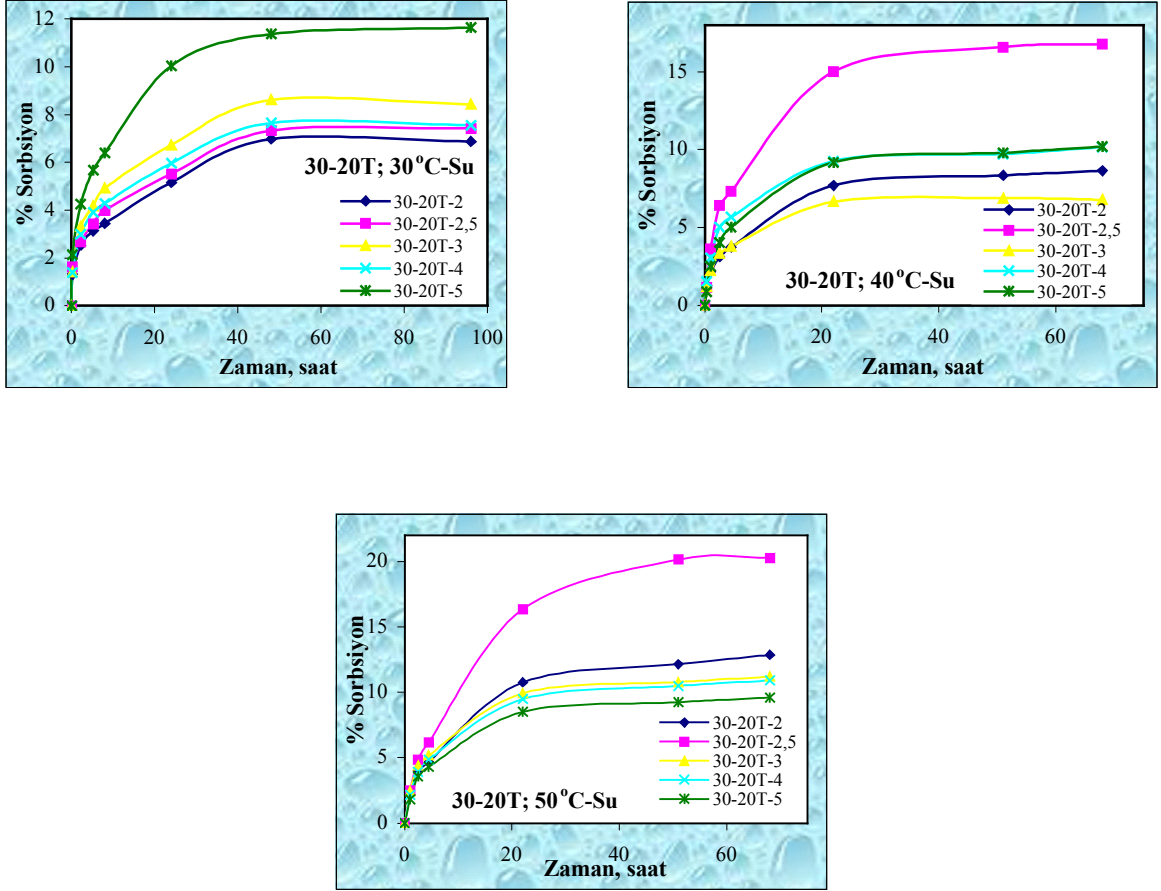 12
10
8
6
4
2
0
% Sorbsiyon
30-20T; 30°C-Su
30-20T-2
30-20T-2,5
30-20T-3
30-20T-4
30-20T-5
0 20 40 60 80 100
Zaman, saat
15
10
5
0
% Sorbsiyon
30-20T-2
30-20T-2,5
30-20T-3
30-20T-4
30-20T-5
30-20T; 40°C-Su
0 20 40 60
Zaman, saat
20
15
10
5
0
% Sorbsiyon
30-20T-2
30-20T-2,5
30-20T-3
30-20T-4
30-20T-5
30-20T; 50°C-Su
0 20 40 60
Zaman, saat